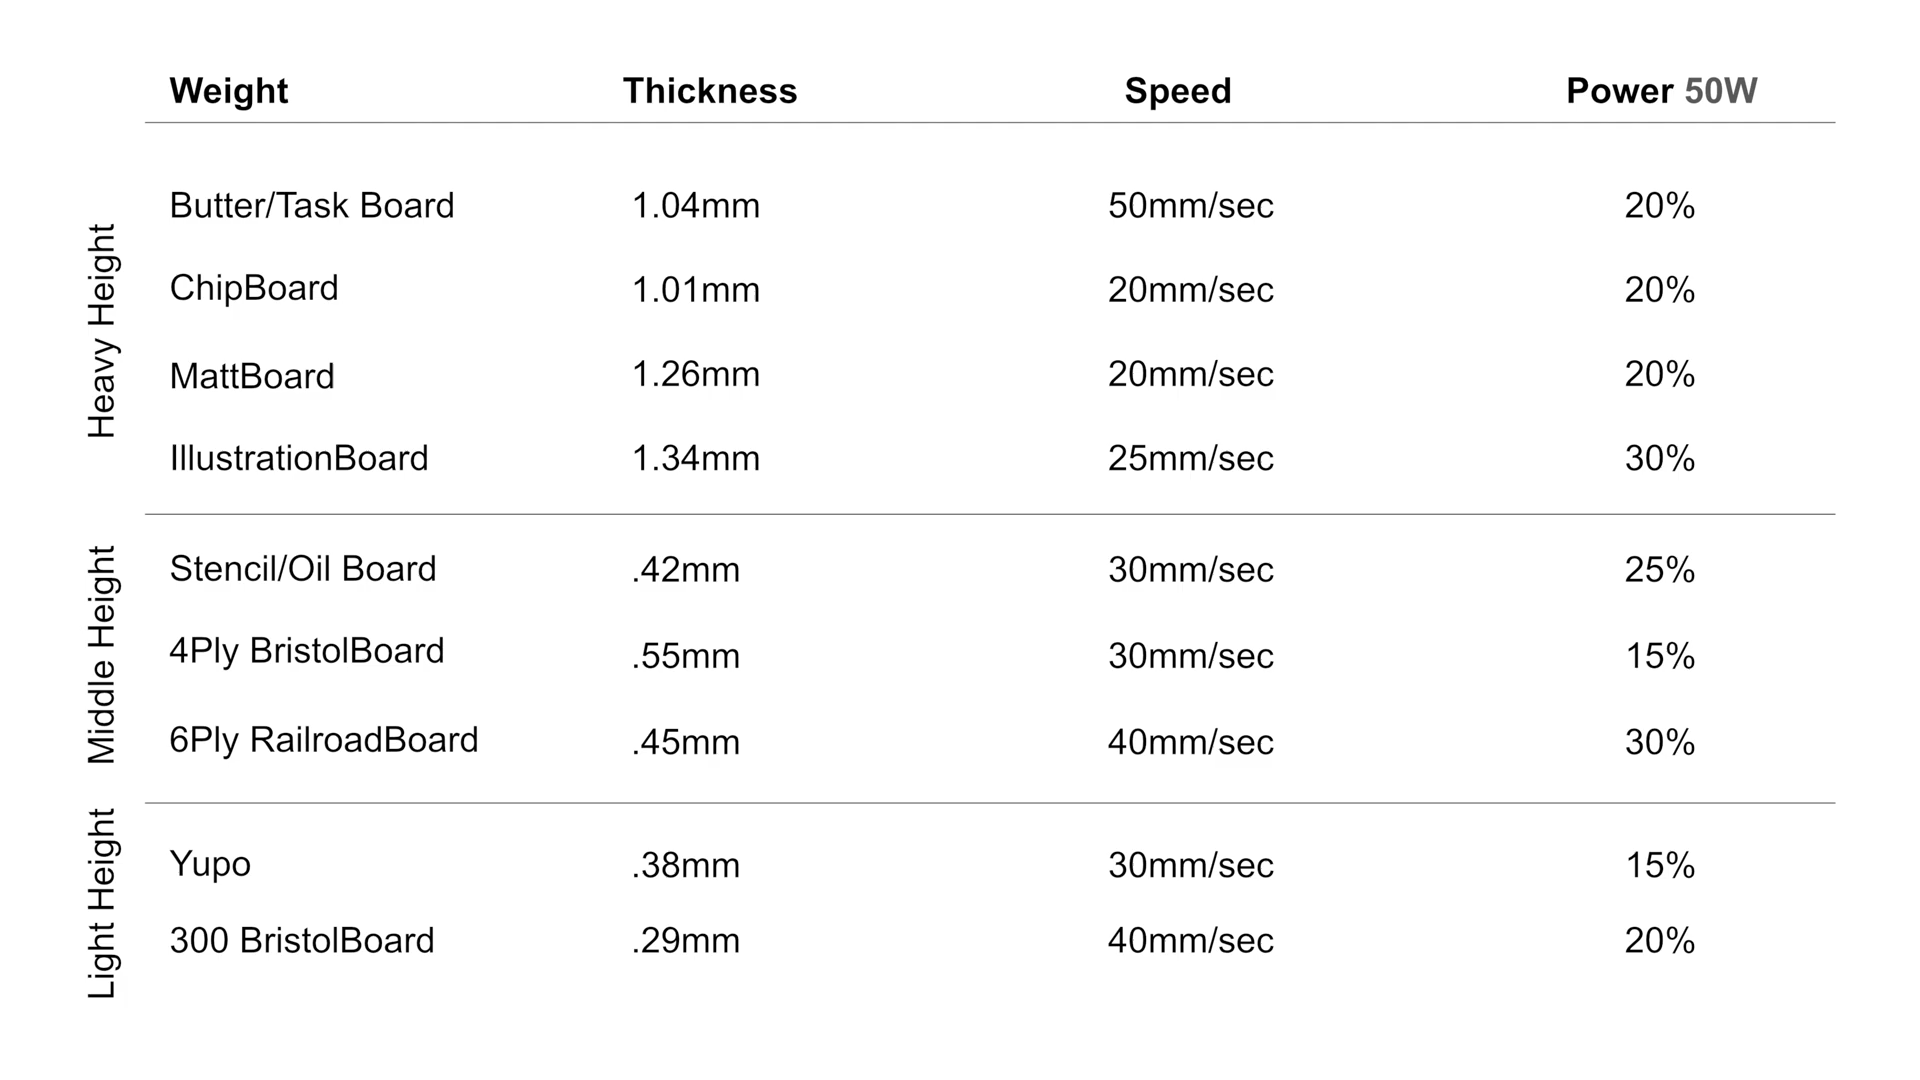 Weight Thickness Speed Power 50W
Heavy Height
Butter/Task Board 1.04mm 50mm/sec 20%
ChipBoard 1.01mm 20mm/sec 20%
MattBoard 1.26mm 20mm/sec 20%
IllustrationBoard 1.34mm 25mm/sec 30%
Middle Height
Stencil/Oil Board .42mm 30mm/sec 25%
4Ply BristolBoard .55mm 30mm/sec 15%
6Ply RailroadBoard .45mm 40mm/sec 30%
Light Height
Yupo .38mm 30mm/sec 15%
300 BristolBoard .29mm 40mm/sec 20%